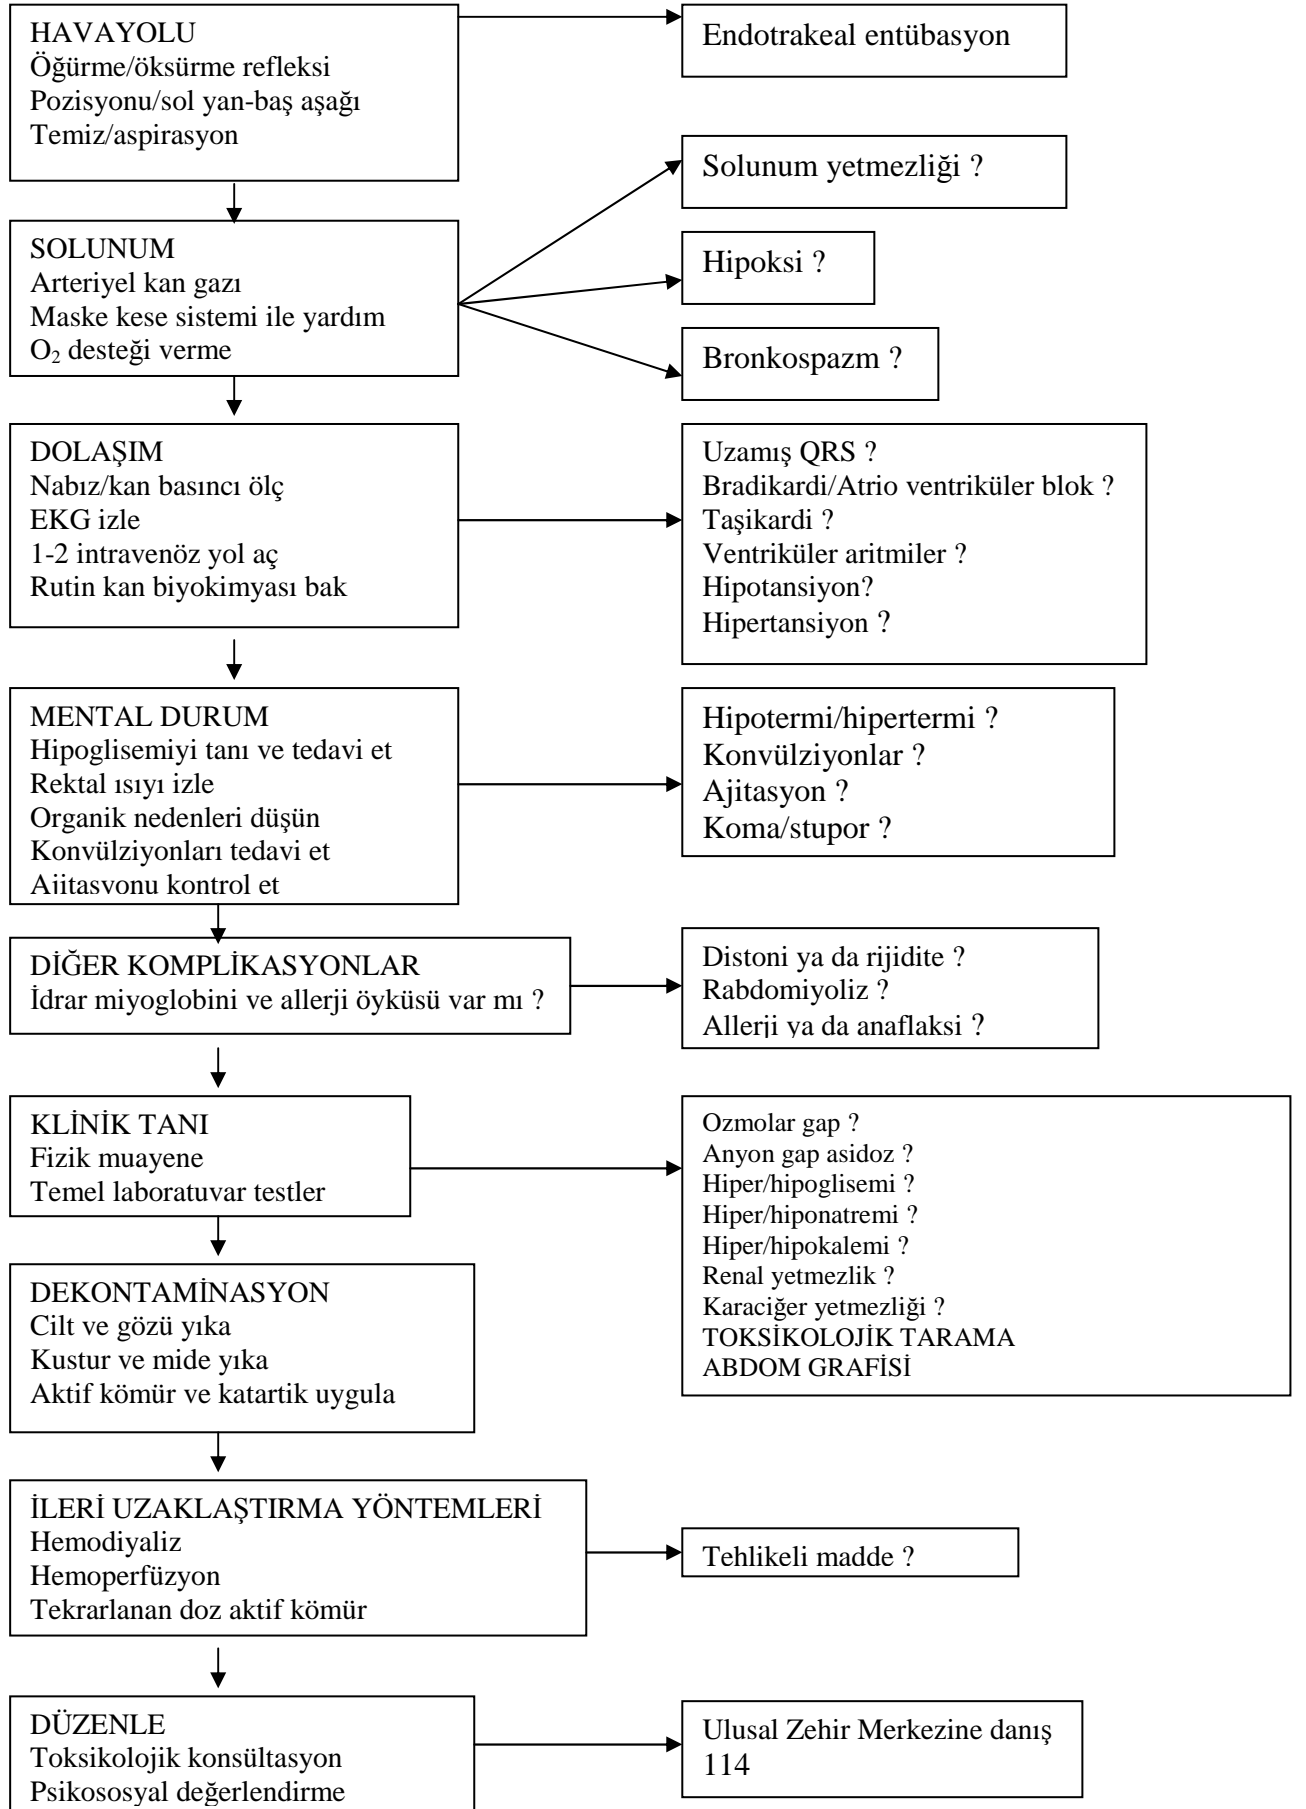 HAVAYOLU
Öğürme/öksürme refleksi
Pozisyonu/sol yan-baş aşağı
Temiz/aspirasyon
Endotrakeal entübasyon
SOLUNUM
Arteriyel kan gazı
Maske kese sistemi ile yardım
O₂ desteği verme
Solunum yetmezliği ?
Hipoksi ?
Bronkospazm ?
DOLAŞIM
Nabız/kan basıncı ölç
EKG izle
1-2 intravenöz yol aç
Rutin kan biyokimyası bak
Uzamış QRS ?
Bradikardi/Atrio ventriküler blok ?
Taşikardi ?
Ventriküler aritmiler ?
Hipotansiyon?
Hipertansiyon ?
MENTAL DURUM
Hipoglisemiyi tanı ve tedavi et
Rektal ısıyı izle
Organik nedenleri düşün
Konvülziyonları tedavi et
Ajitasyonu kontrol et
Hipotermi/hipertermi ?
Konvülziyonlar ?
Ajitasyon ?
Koma/stupor ?
DİĞER KOMPLİKASYONLAR
İdrar miyoglobini ve allerji öyküsü var mı ?
Distoni ya da rijidite ?
Rabdomiyoliz ?
Allerji ya da anaflaksi ?
KLİNİK TANI
Fizik muayene
Temel laboratuvar testler
Ozmolar gap ?
Anyon gap asidoz ?
Hiper/hipoglisemi ?
Hiper/hiponatremi ?
Hiper/hipokalemi ?
Renal yetmezlik ?
Karaciğer yetmezliği ?
TOKSİKOLOJİK TARAMA
ABDOM GRAFİSİ
DEKONTAMİNASYON
Cilt ve gözü yıka
Kustur ve mide yıka
Aktif kömür ve katartik uygula
İLERİ UZAKLAŞTIRMA YÖNTEMLERİ
Hemodiyaliz
Hemoperfüzyon
Tekrarlanan doz aktif kömür
Tehlikeli madde ?
DÜZENLE
Toksikolojik konsültasyon
Psikososyal değerlendirme
Ulusal Zehir Merkezine danış
114